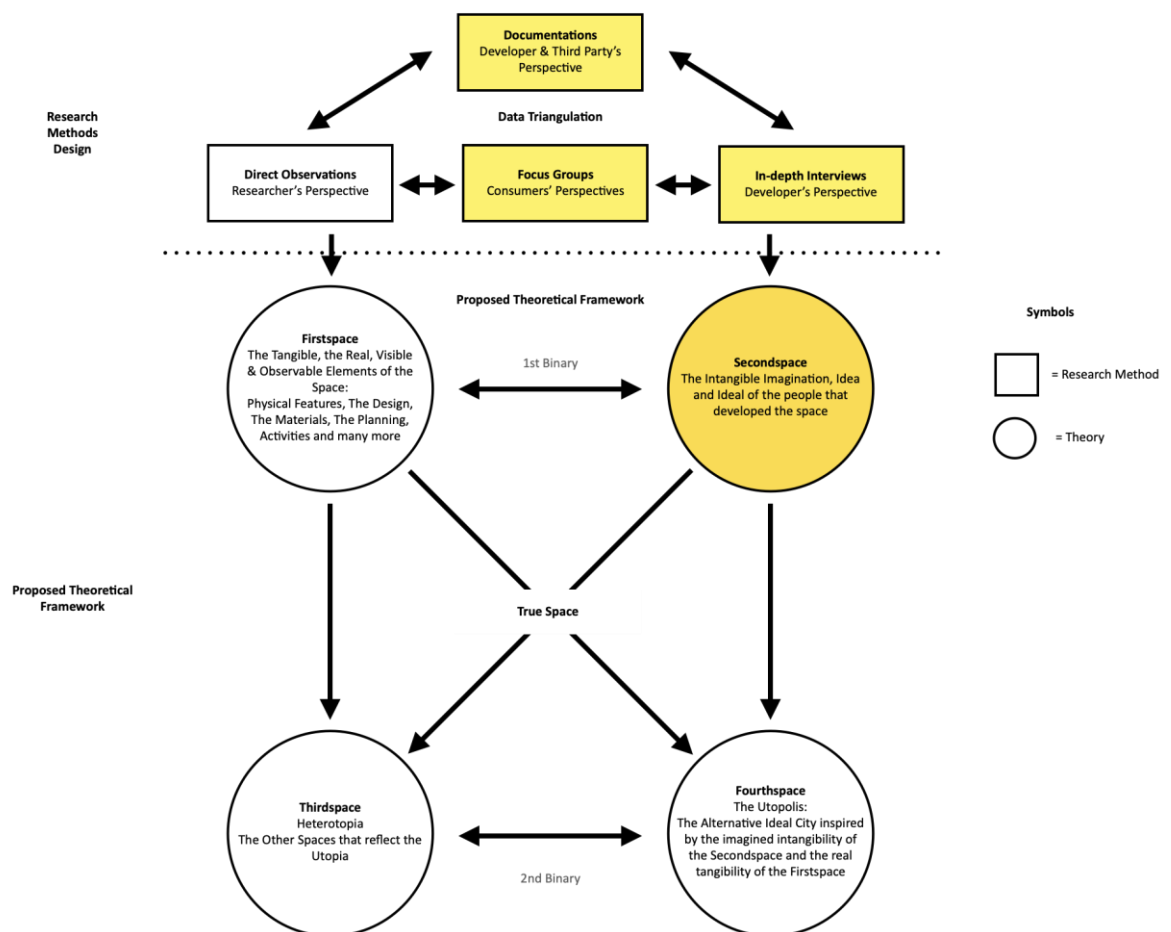 Documentations
Developer & Third Party's
Perspective
Research
Methods
Design
Data Triangulation
Direct Observations
Researcher's Perspective
Focus Groups
Consumers' Perspectives
In-depth Interviews
Developer's Perspective
Proposed Theoretical Framework
Firstspace
The Tangible, the Real, Visible
& Observable Elements of the
Space:
Physical Features, The Design,
The Materials, The Planning,
Activities and many more
1st Binary
Secondspace
The Intangible Imagination, Idea
and Ideal of the people that
developed the space
Symbols
= Research Method
= Theory
Proposed Theoretical
Framework
True Space
Thirdspace
Heterotopia
The Other Spaces that reflect the
Utopia
2nd Binary
Fourthspace
The Utopolis:
The Alternative Ideal City inspired
by the imagined intangibility of
the Secondspace and the real
tangibility of the Firstspace